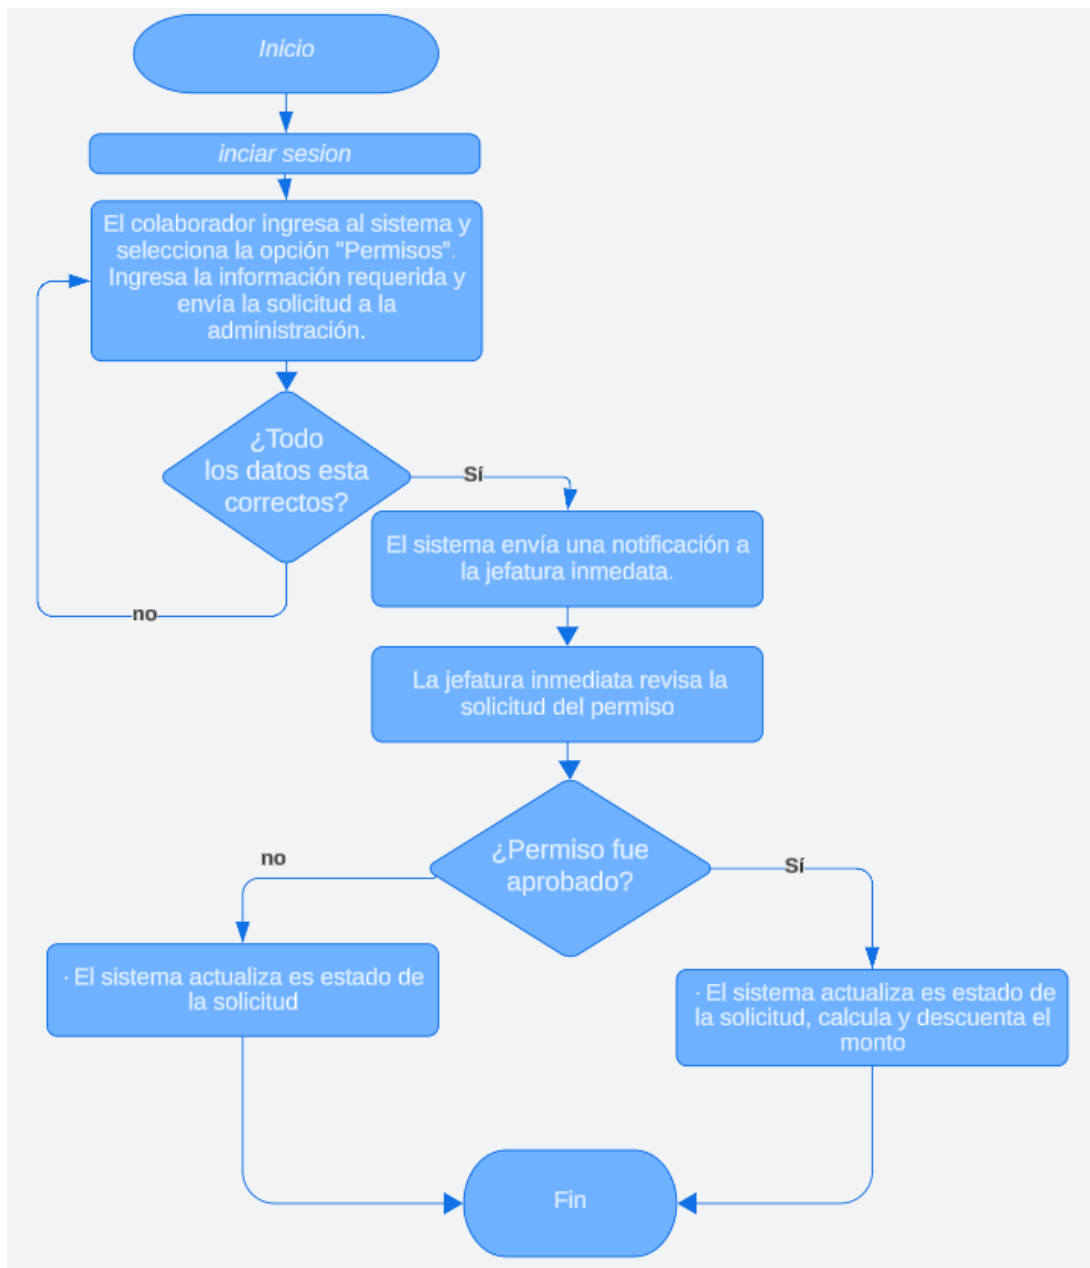 Inicio
inciar sesion
El colaborador ingresa al sistema y
selecciona la opción "Permisos".
Ingresa la información requerida y
envía la solicitud a la
administración.
¿Todo
los datos esta
correctos?
Sí
El sistema envía una notificación a
la jefatura inmedata.
no
La jefatura inmediata revisa la
solicitud del permiso
¿Permiso fue
aprobado?
no
Sí
· El sistema actualiza es estado de
la solicitud
· El sistema actualiza es estado de
la solicitud, calcula y descuenta el
monto
Fin